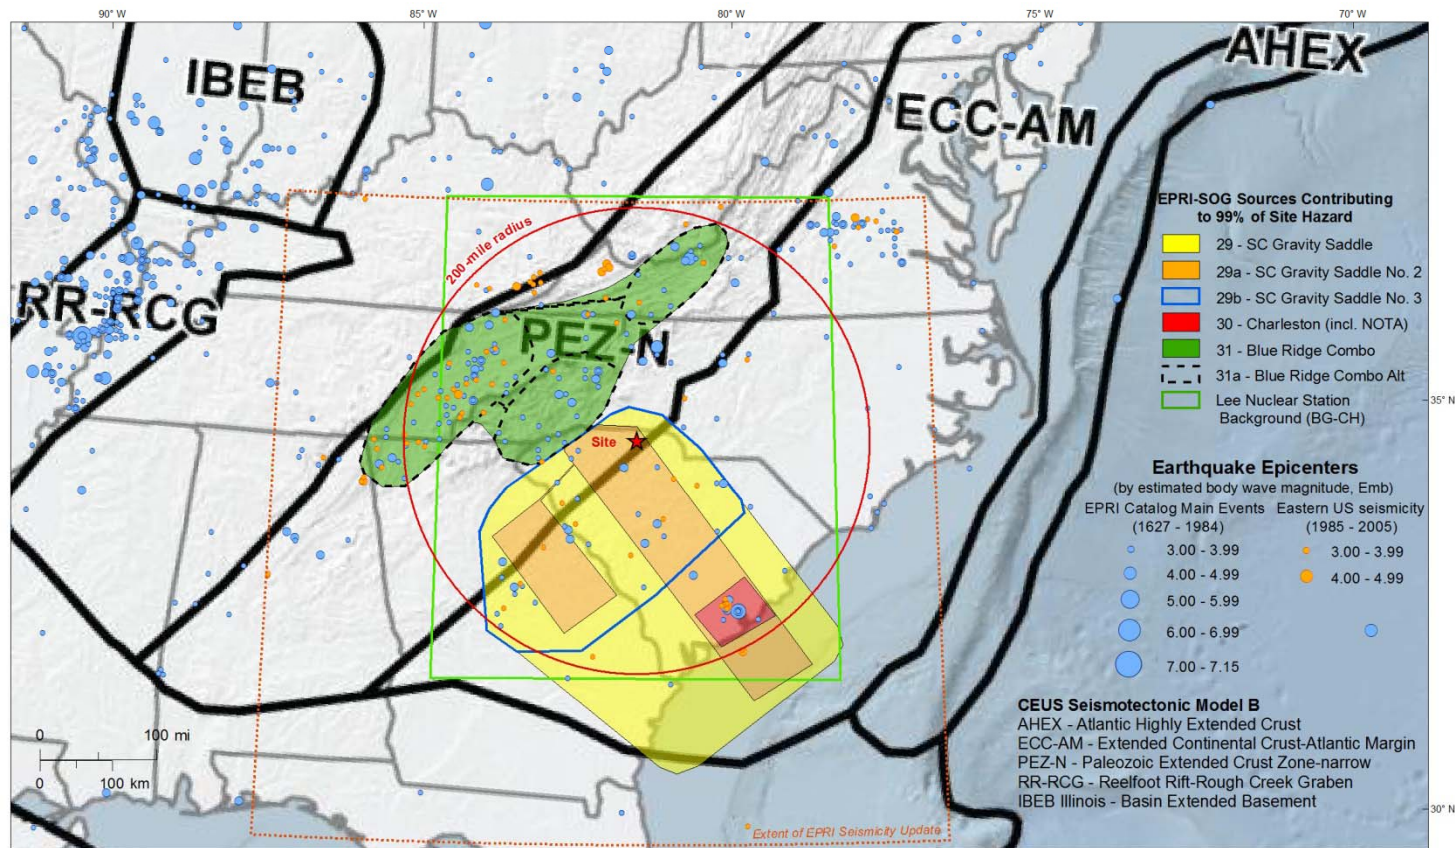 90° W
85° W
80° W
75° W
70° W
AHEX
IBEB
ECC-AM
EPRI-SOG Sources Contributing
to 99% of Site Hazard
200-mile radius
29 - SC Gravity Saddle
29a - SC Gravity Saddle No. 2
RR-RCG
29b - SC Gravity Saddle No. 3
PEZ-N
30 - Charleston (incl. NOTA)
31 - Blue Ridge Combo
31a - Blue Ridge Combo Alt
Lee Nuclear Station
Background (BG-CH)
35° N
Site
Earthquake Epicenters
(by estimated body wave magnitude, Emb)
EPRI Catalog Main Events
(1627 - 1984)
Eastern US seismicity
(1985 - 2005)
3.00 - 3.99
4.00 - 4.99
5.00 - 5.99
6.00 - 6.99
7.00 - 7.15
3.00 - 3.99
4.00 - 4.99
CEUS Seismotectonic Model B
AHEX - Atlantic Highly Extended Crust
ECC-AM - Extended Continental Crust-Atlantic Margin
PEZ-N - Paleozoic Extended Crust Zone-narrow
RR-RCG - Reelfoot Rift-Rough Creek Graben
IBEB Illinois - Basin Extended Basement
0 100 mi
0 100 km
30° N
Extent of EPRI Seismicity Update